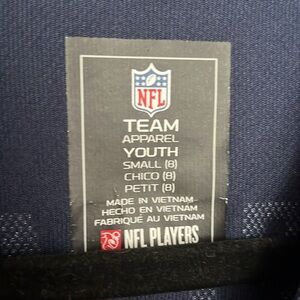 NFL
TEAM
APPAREL
YOUTH
SMALL (8)
CHICO (8)
PETIT (8)
MADE IN VIETNAM
HECHO EN VIETNAM
FABRIQUÉ AU VIETNAM
NFL PLAYERS